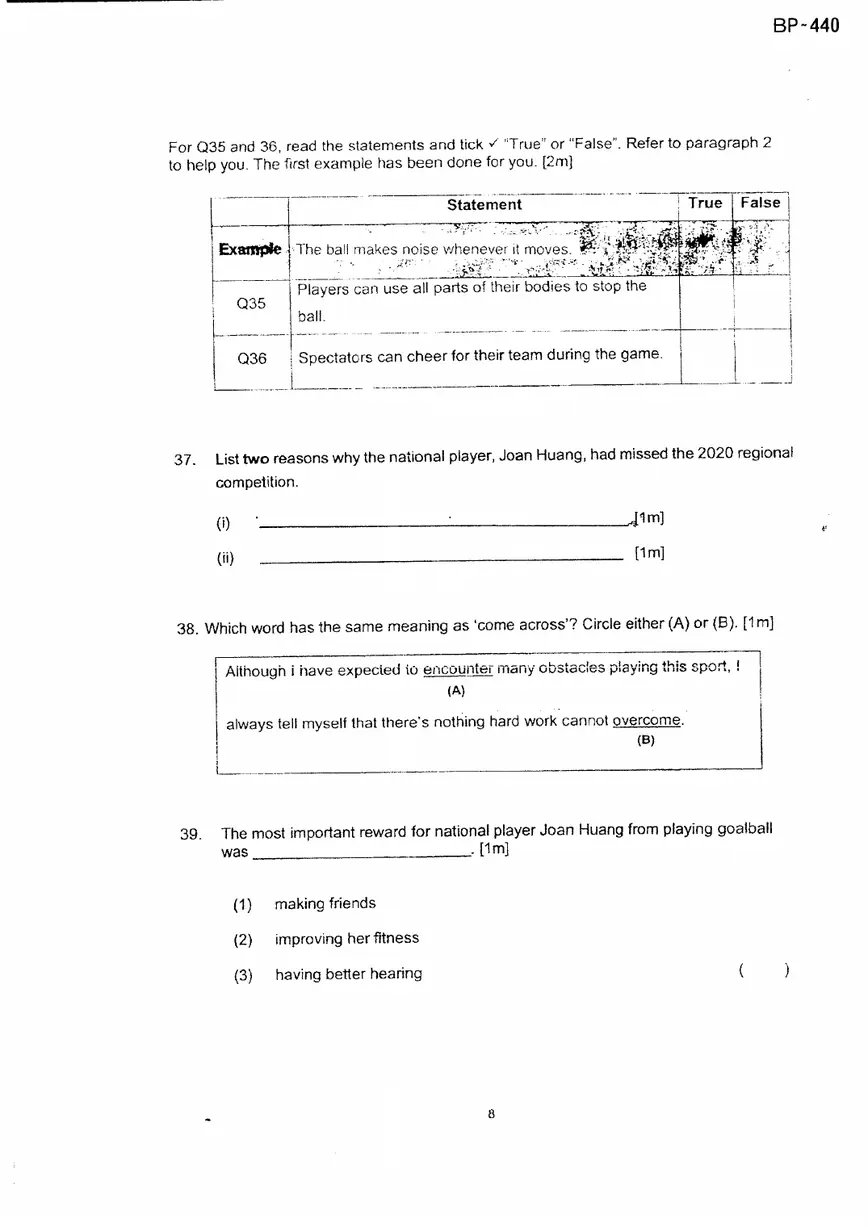 BP-440
For Q35 and 36, read the statements and tick ✓ "True" or "False". Refer to paragraph 2
to help you. The first example has been done for you. [2m]
Statement True False
Example The ball makes noise whenever it moves.
Q35 Players can use all parts of their bodies to stop the
ball.
Q36 Spectators can cheer for their team during the game.
37. List two reasons why the national player, Joan Huang, had missed the 2020 regional
competition.
(i) [1m]
(ii) [1m]
38. Which word has the same meaning as 'come across'? Circle either (A) or (B). [1m]
Although I have expected to encounter many obstacles playing this sport, I
(A)
always tell myself that there's nothing hard work cannot overcome.
(B)
39. The most important reward for national player Joan Huang from playing goalball
was ______________________. [1m]
(1) making friends
(2) improving her fitness
(3) having better hearing ( )
8